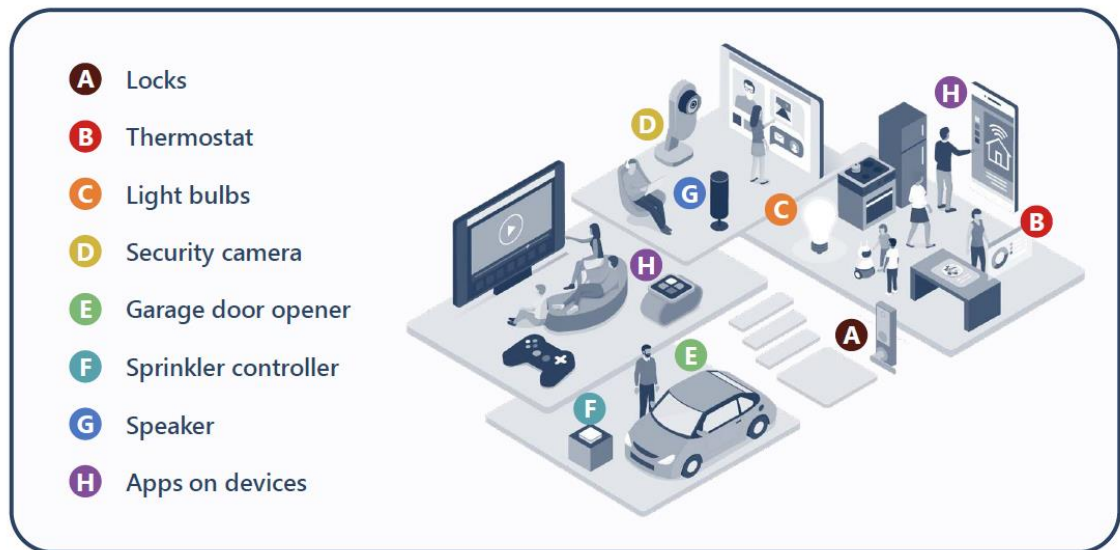 A Locks
B Thermostat
C Light bulbs
D Security camera
E Garage door opener
F Sprinkler controller
G Speaker
H Apps on devices
D
H
G
C
B
H
A
E
F